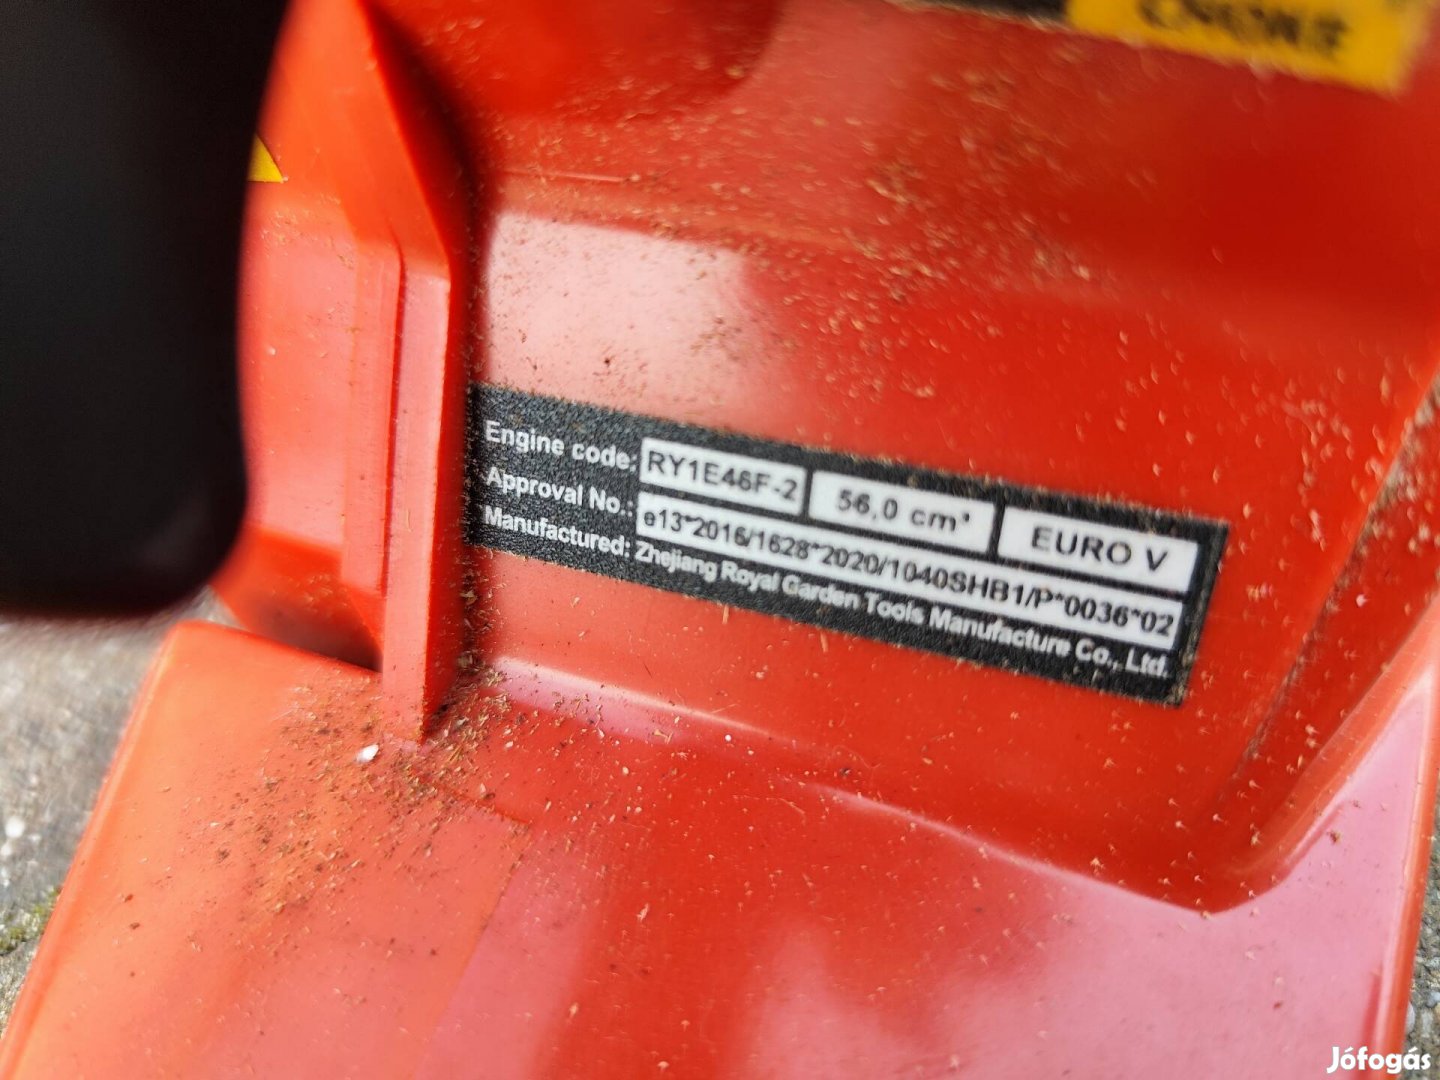 CHOKE
Engine code: RY1E46F-2 56,0 cm³ EURO V
Approval No.: e13*2016/1628*2020/1040SHB1/P*0036*02
Manufactured: Zhejiang Royal Garden Tools Manufacture Co., Ltd.
Jófogás